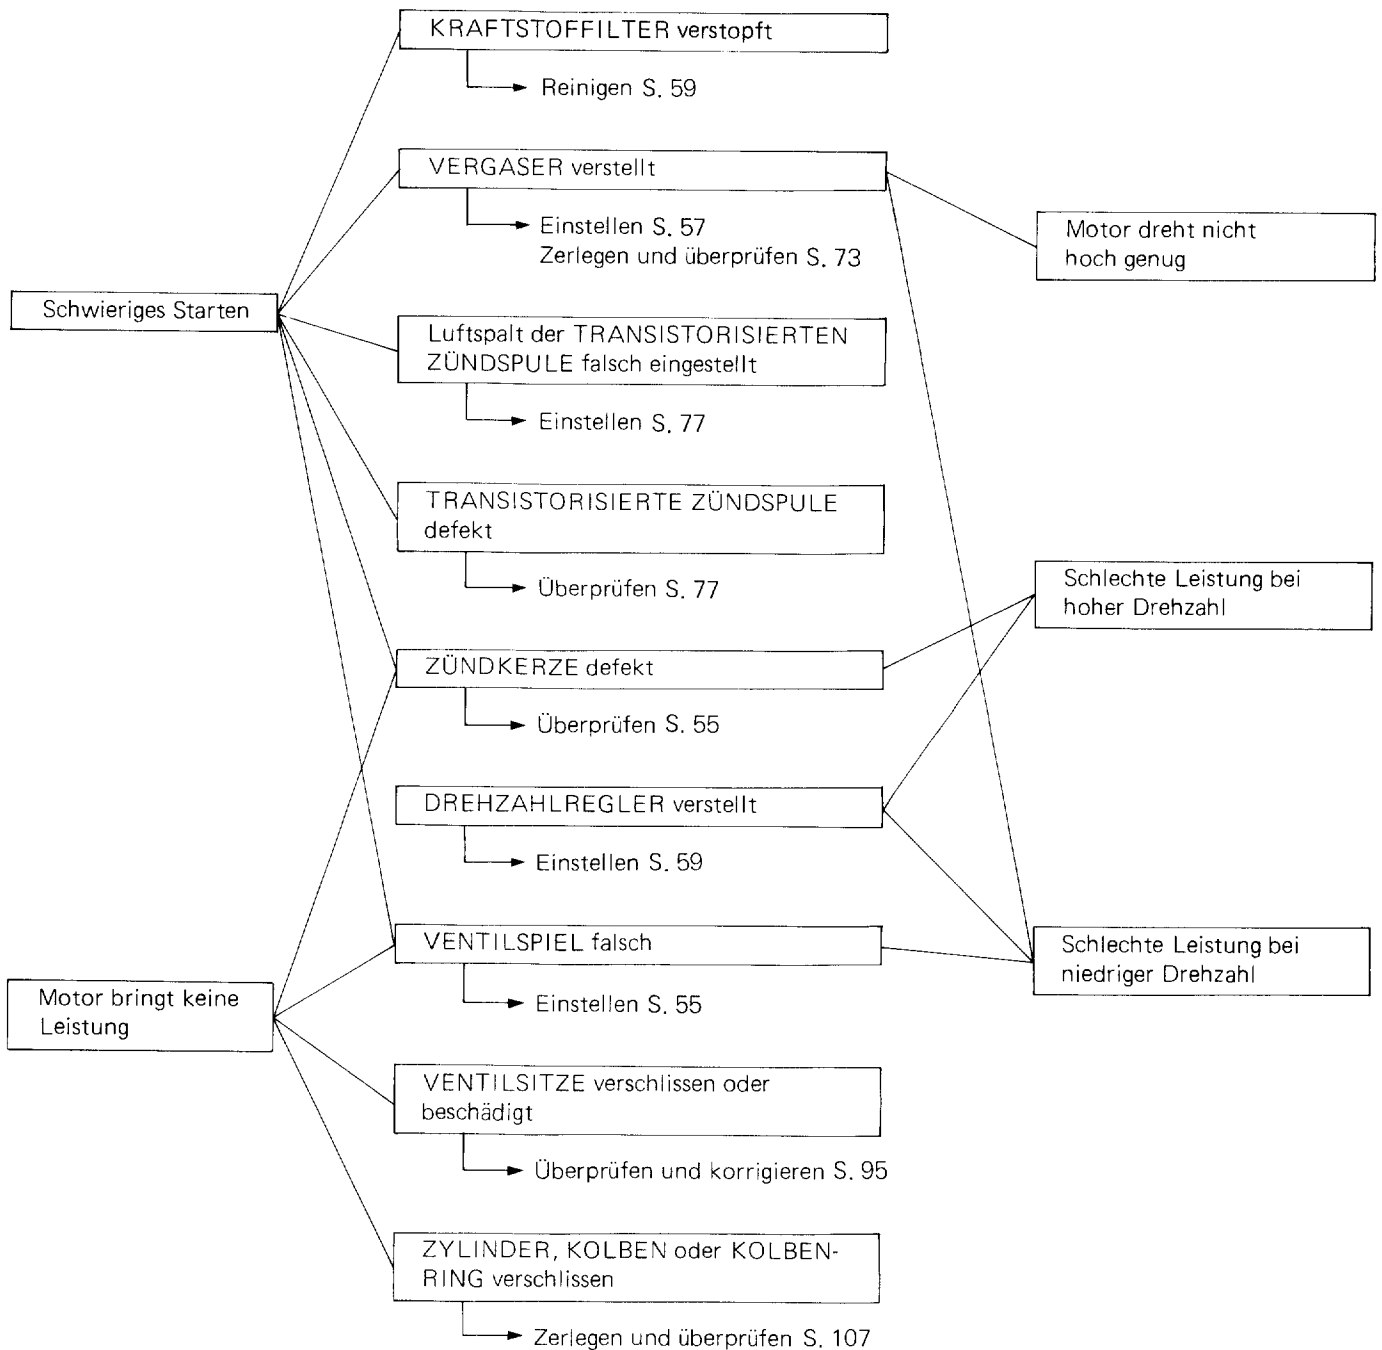 KRAFTSTOFFILTER verstopft
Reinigen S. 59
VERGASER verstellt
Einstellen S. 57
Zerlegen und überprüfen S. 73
Motor dreht nicht
hoch genug
Schwieriges Starten
Luftspalt der TRANSISTORISIERTEN
ZÜNDSPULE falsch eingestellt
Einstellen S. 77
TRANSISTORISIERTE ZÜNDSPULE
defekt
Überprüfen S. 77
Schlechte Leistung bei
hoher Drehzahl
ZÜNDKERZE defekt
Überprüfen S. 55
DREHZAHLREGLER verstellt
Einstellen S. 59
VENTILSPIEL falsch
Einstellen S. 55
Schlechte Leistung bei
niedriger Drehzahl
Motor bringt keine
Leistung
VENTILSITZE verschlissen oder
beschädigt
Überprüfen und korrigieren S. 95
ZYLINDER, KOLBEN oder KOLBEN-
RING verschlissen
Zerlegen und überprüfen S. 107